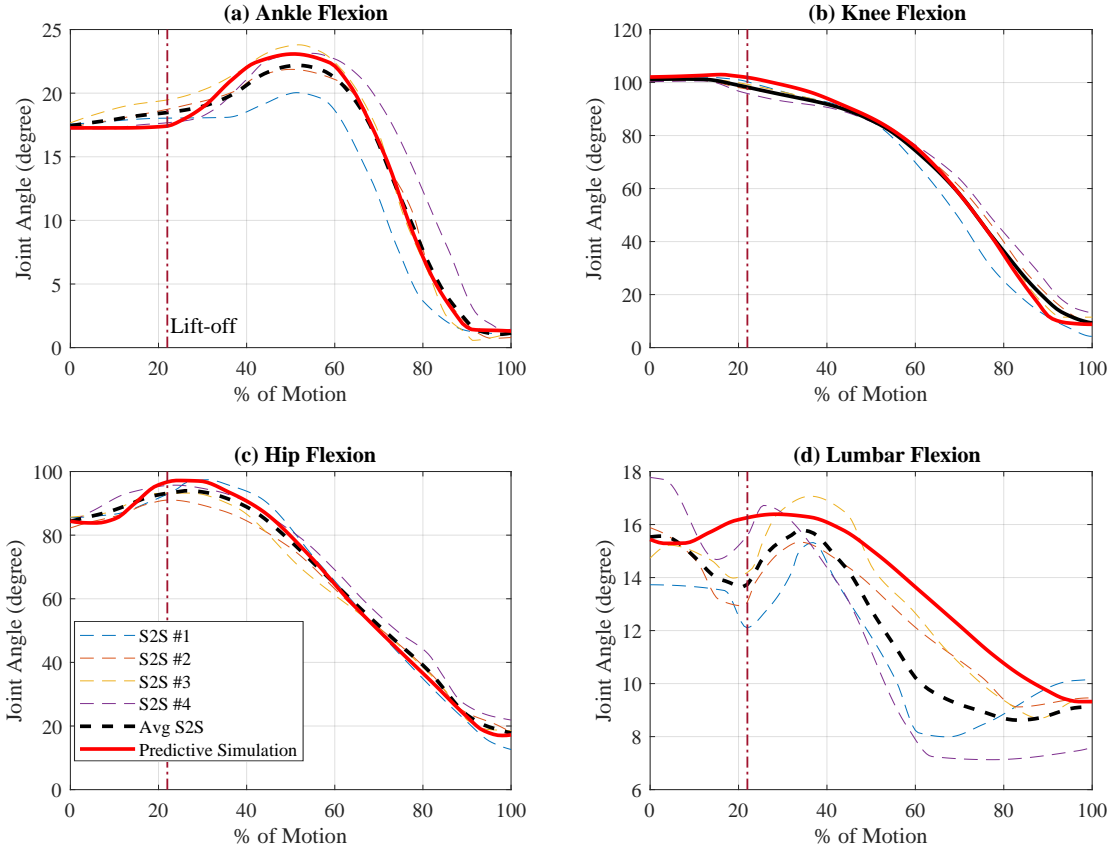 (a) Ankle Flexion
25
20
15
10
5
0
Joint Angle (degree)
Lift-off
0 20 40 60 80 100
% of Motion
(b) Knee Flexion
120
100
80
60
40
20
0
Joint Angle (degree)
0 20 40 60 80 100
% of Motion
(c) Hip Flexion
100
80
60
40
20
0
Joint Angle (degree)
S2S #1
S2S #2
S2S #3
S2S #4
Avg S2S
Predictive Simulation
0 20 40 60 80 100
% of Motion
(d) Lumbar Flexion
18
16
14
12
10
8
6
Joint Angle (degree)
0 20 40 60 80 100
% of Motion